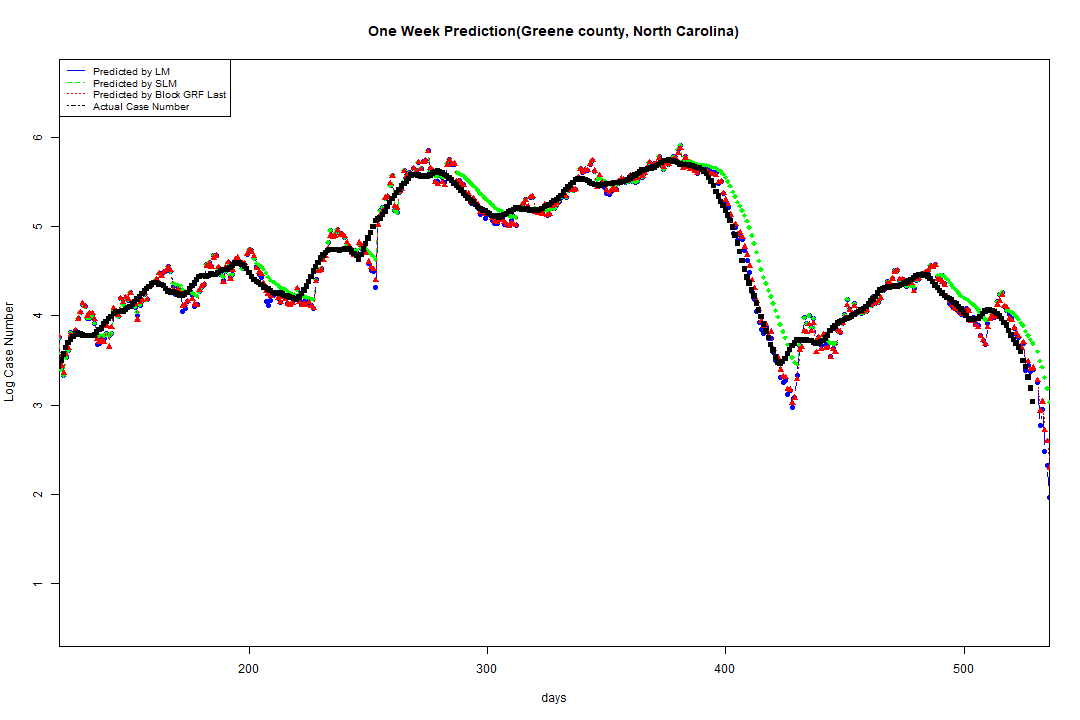 One Week Prediction(Greene county, North Carolina)
Predicted by LM
Predicted by SLM
Predicted by Block GRF Last
Actual Case Number
6
5
4
3
2
1
Log Case Number
200 300 400 500
days